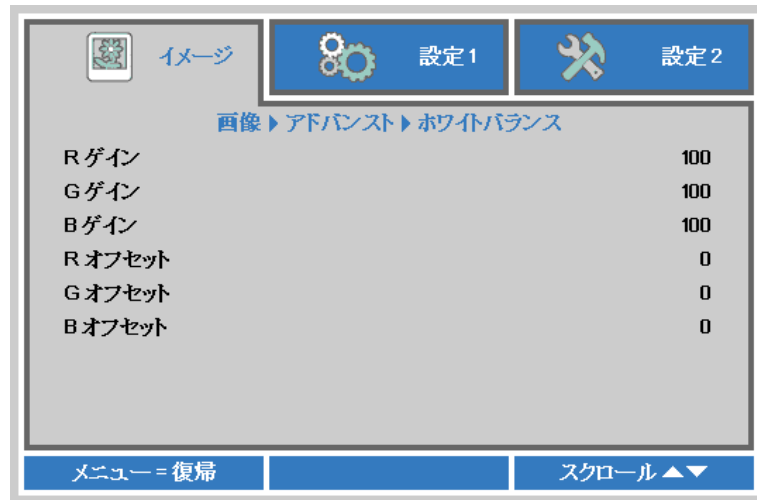 イメージ 設定1 設定2
画像▶アドバンスト▶ホワイトバランス
Rゲイン 100
Gゲイン 100
Bゲイン 100
Rオフセット 0
Gオフセット 0
Bオフセット 0
メニュー=復帰 スクロール▲▼